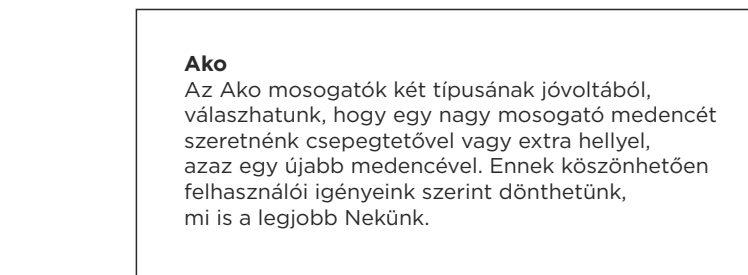 Ako
Az Ako mosogatók két típusának jóvoltából,
válaszhatunk, hogy egy nagy mosogató medencét
szeretnénk csepegtetővel vagy extra hellyel,
azaz egy újabb medencével. Ennek köszönhetően
felhasználói igényeink szerint dönthetünk,
mi is a legjobb Nekünk.